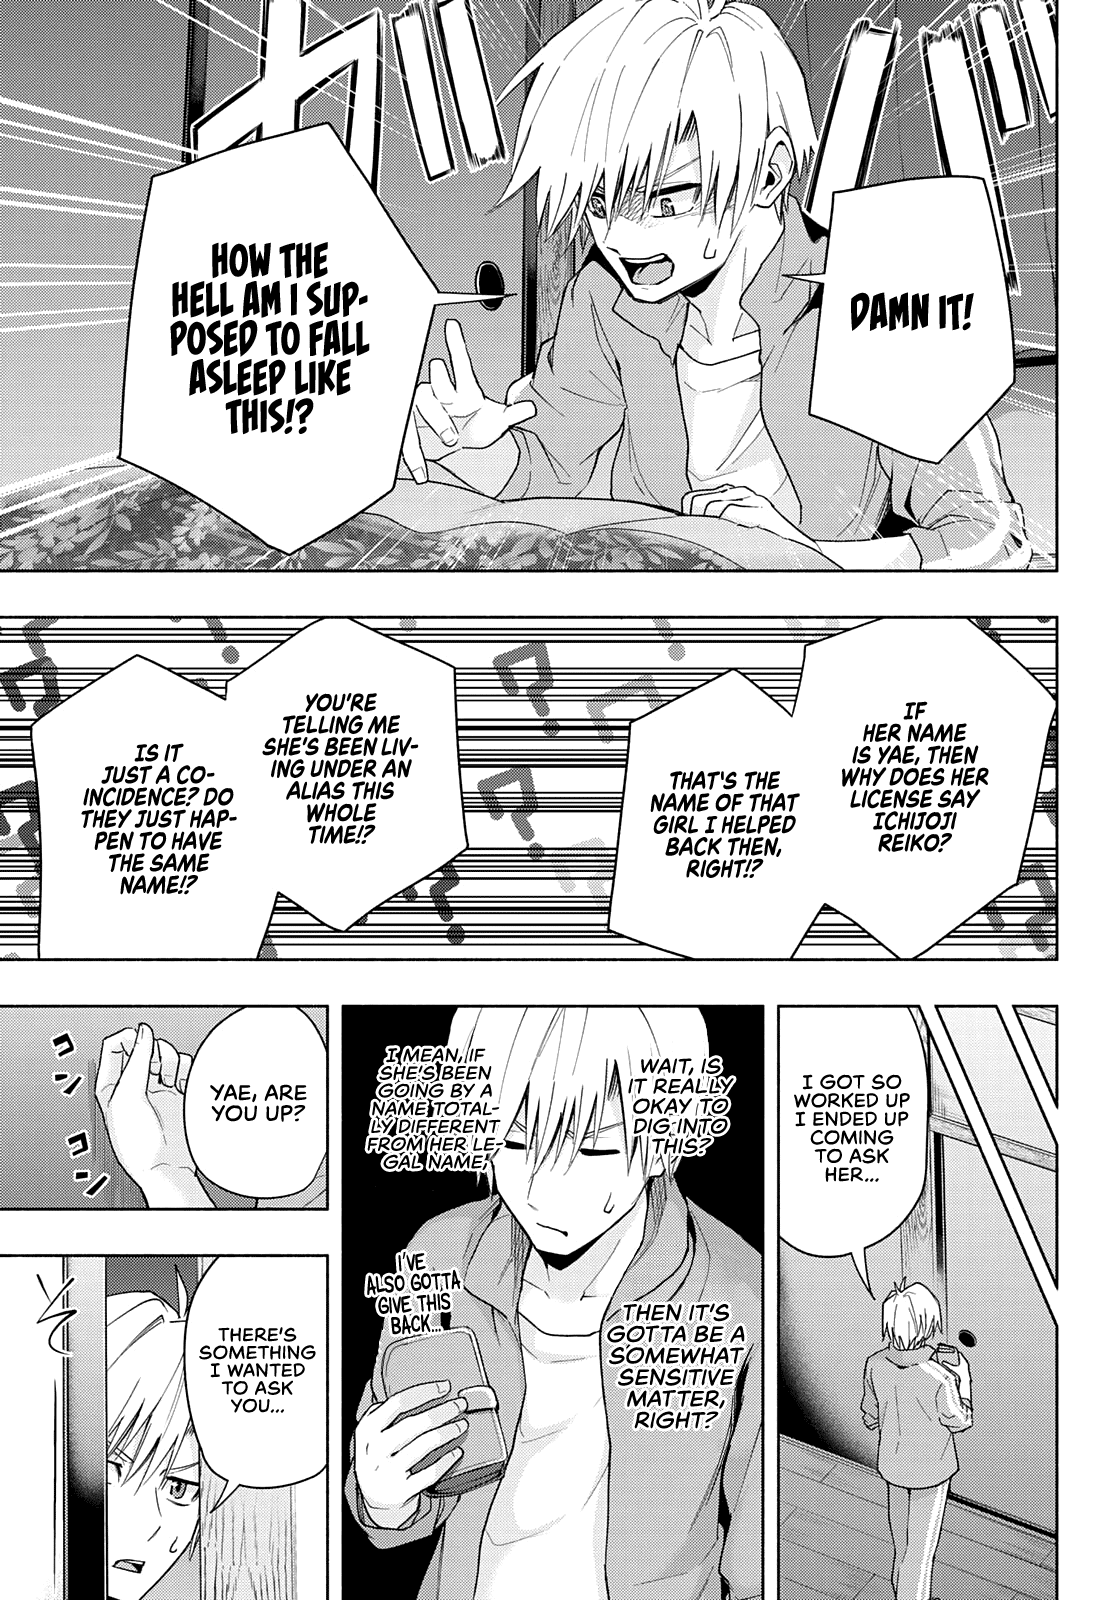 DAMN IT!
HOW THE
HELL AM I SUP-
POSED TO FALL
ASLEEP LIKE
THIS!?
IF
HER NAME
IS YAE, THEN
WHY DOES HER
LICENSE SAY
ICHIJOJI
REIKO?
THAT'S THE
NAME OF THAT
GIRL I HELPED
BACK THEN,
RIGHT!?
YOU'RE
TELLING ME
SHE'S BEEN LIV-
ING UNDER AN
ALIAS THIS
WHOLE
TIME!?
IS IT
JUST A CO-
INCIDENCE? DO
THEY JUST HAP-
PEN TO HAVE
THE SAME
NAME!?
I GOT SO
WORKED UP
I ENDED UP
COMING
TO ASK
HER...
WAIT, IS
IT REALLY
OKAY TO
DIG INTO
THIS?
I MEAN, IF
SHE'S BEEN
GOING BY A
NAME TOTAL-
LY DIFFERENT
FROM HER LE-
GAL NAME,
THEN IT'S
GOTTA BE A
SOMEWHAT
SENSITIVE
MATTER,
RIGHT?
I'VE
ALSO GOTTA
GIVE THIS
BACK...
YAE, ARE
YOU UP?
コン
コン
THERE'S
SOMETHING
I WANTED
TO ASK
YOU...